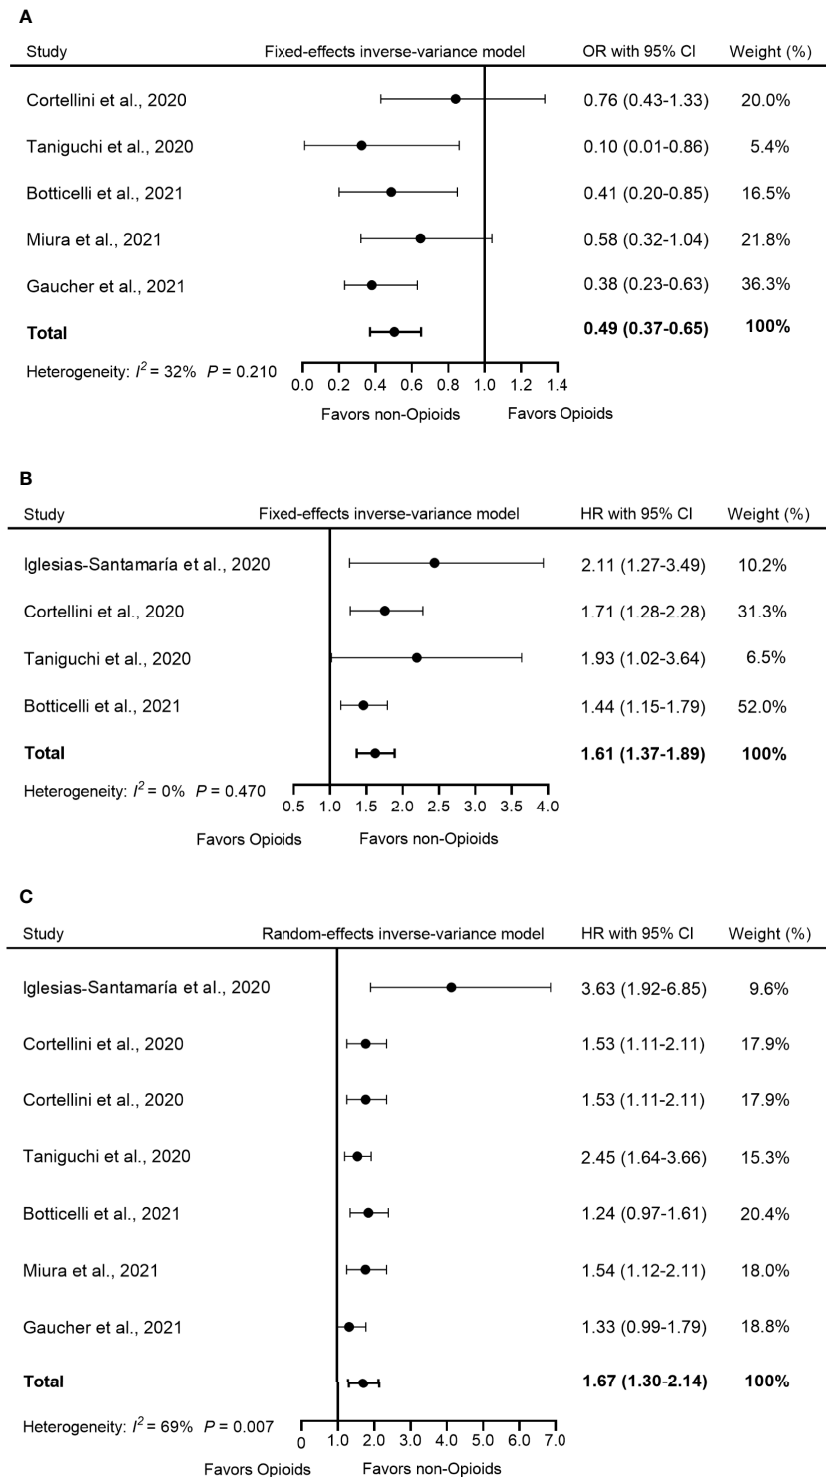 A
Study Fixed-effects inverse-variance model OR with 95% CI Weight (%)
Cortellini et al., 2020 0.76 (0.43-1.33) 20.0%
Taniguchi et al., 2020 0.10 (0.01-0.86) 5.4%
Botticelli et al., 2021 0.41 (0.20-0.85) 16.5%
Miura et al., 2021 0.58 (0.32-1.04) 21.8%
Gaucher et al., 2021 0.38 (0.23-0.63) 36.3%
Total 0.49 (0.37-0.65) 100%
Heterogeneity: I² = 32% P = 0.210
0.0 0.2 0.4 0.6 0.8 1.0 1.2 1.4
Favors non-Opioids Favors Opioids
B
Study Fixed-effects inverse-variance model HR with 95% CI Weight (%)
Iglesias-Santamaría et al., 2020 2.11 (1.27-3.49) 10.2%
Cortellini et al., 2020 1.71 (1.28-2.28) 31.3%
Taniguchi et al., 2020 1.93 (1.02-3.64) 6.5%
Botticelli et al., 2021 1.44 (1.15-1.79) 52.0%
Total 1.61 (1.37-1.89) 100%
Heterogeneity: I² = 0% P = 0.470
0.5 1.0 1.5 2.0 2.5 3.0 3.5 4.0
Favors Opioids Favors non-Opioids
C
Study Random-effects inverse-variance model HR with 95% CI Weight (%)
Iglesias-Santamaría et al., 2020 3.63 (1.92-6.85) 9.6%
Cortellini et al., 2020 1.53 (1.11-2.11) 17.9%
Cortellini et al., 2020 1.53 (1.11-2.11) 17.9%
Taniguchi et al., 2020 2.45 (1.64-3.66) 15.3%
Botticelli et al., 2021 1.24 (0.97-1.61) 20.4%
Miura et al., 2021 1.54 (1.12-2.11) 18.0%
Gaucher et al., 2021 1.33 (0.99-1.79) 18.8%
Total 1.67 (1.30-2.14) 100%
Heterogeneity: I² = 69% P = 0.007
0 1.0 2.0 3.0 4.0 5.0 6.0 7.0
Favors Opioids Favors non-Opioids